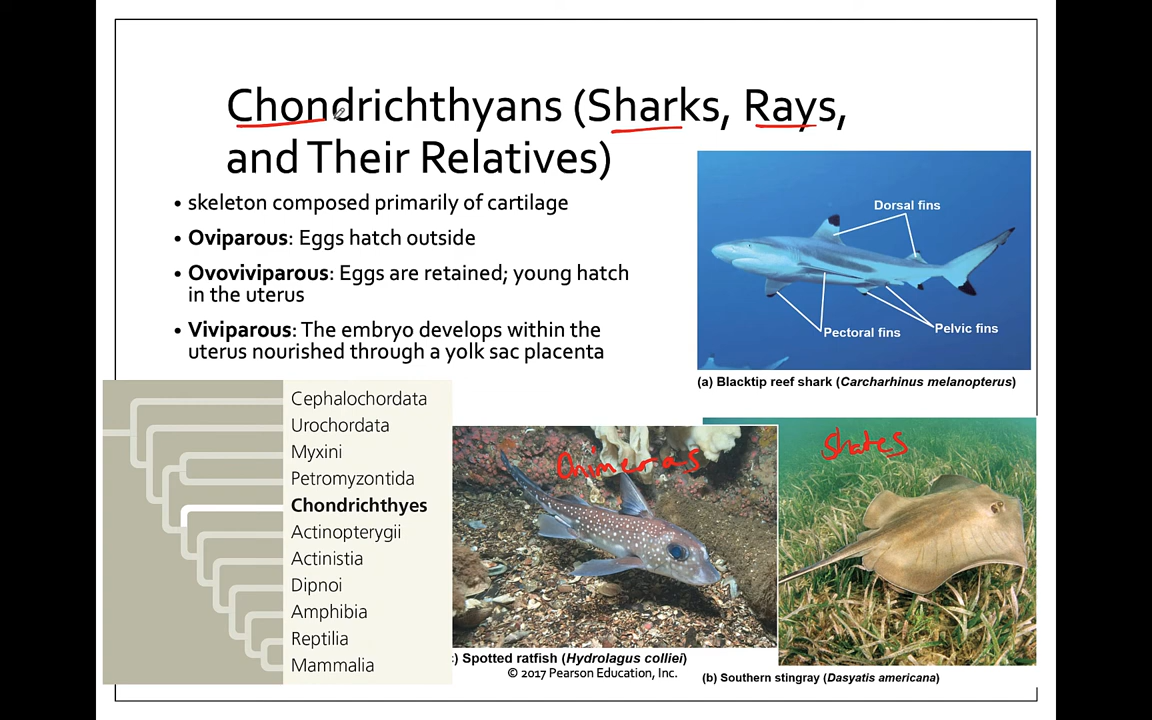 Chondrichthyans (Sharks, Rays,
and Their Relatives)
• skeleton composed primarily of cartilage
• Oviparous: Eggs hatch outside
• Ovoviviparous: Eggs are retained; young hatch
in the uterus
• Viviparous: The embryo develops within the
uterus nourished through a yolk sac placenta
Dorsal fins
Pectoral fins
Pelvic fins
(a) Blacktip reef shark (Carcharhinus melanopterus)
Cephalochordata
Urochordata
Myxini
Petromyzontida
Chondrichthyes
Actinopterygii
Actinistia
Dipnoi
Amphibia
Reptilia
Mammalia
Chimeras
) Spotted ratfish (Hydrolagus colliei)
© 2017 Pearson Education, Inc.
Skates
(b) Southern stingray (Dasyatis americana)